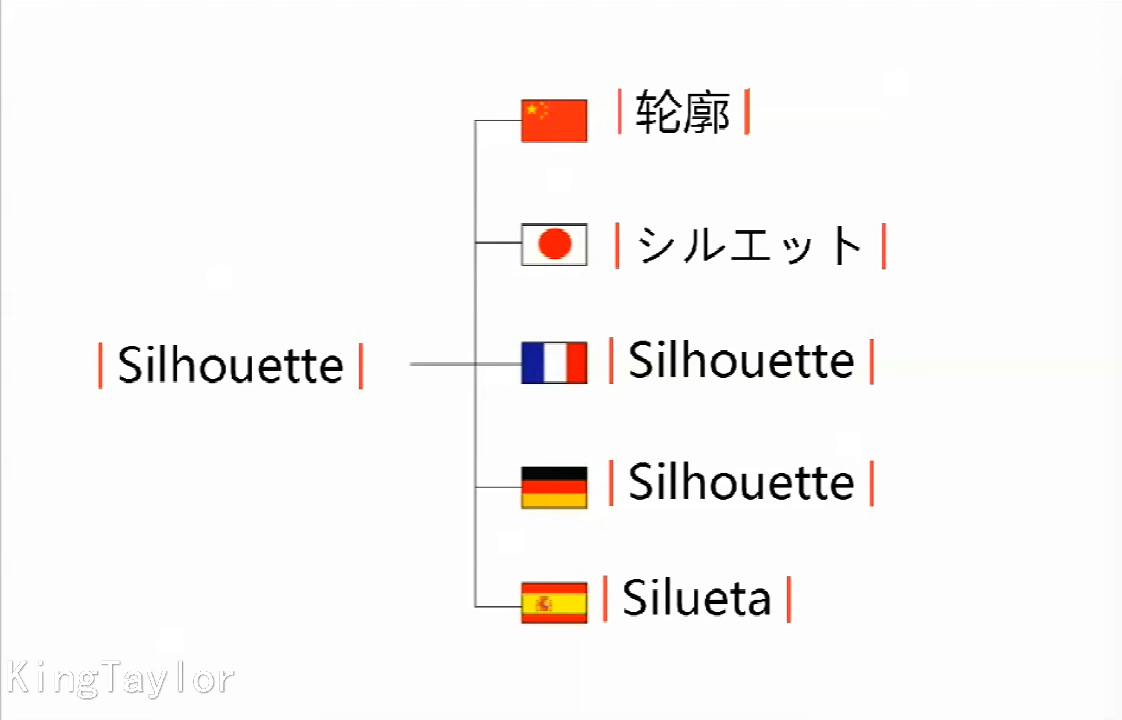 | 轮廓 |
| シルエット |
| Silhouette |
| Silhouette |
| Silhouette |
| Silueta |
KingTaylor